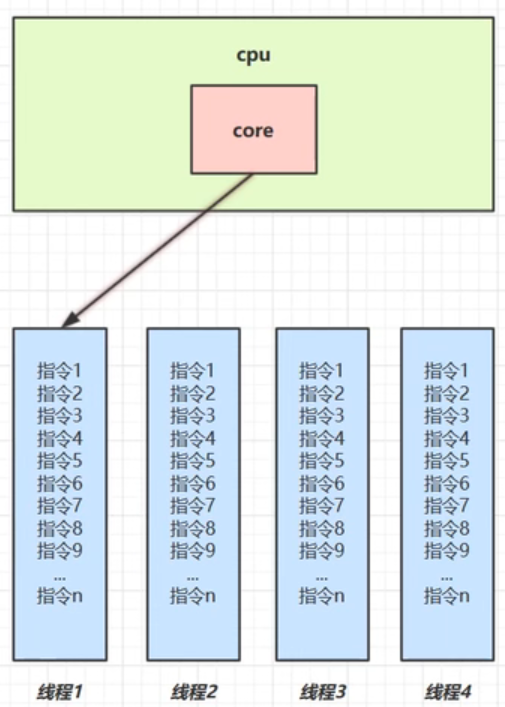 cpu
core
指令1
指令2
指令3
指令4
指令5
指令6
指令7
指令8
指令9
...
指令n
线程1
指令1
指令2
指令3
指令4
指令5
指令6
指令7
指令8
指令9
...
指令n
线程2
指令1
指令2
指令3
指令4
指令5
指令6
指令7
指令8
指令9
...
指令n
线程3
指令1
指令2
指令3
指令4
指令5
指令6
指令7
指令8
指令9
...
指令n
线程4